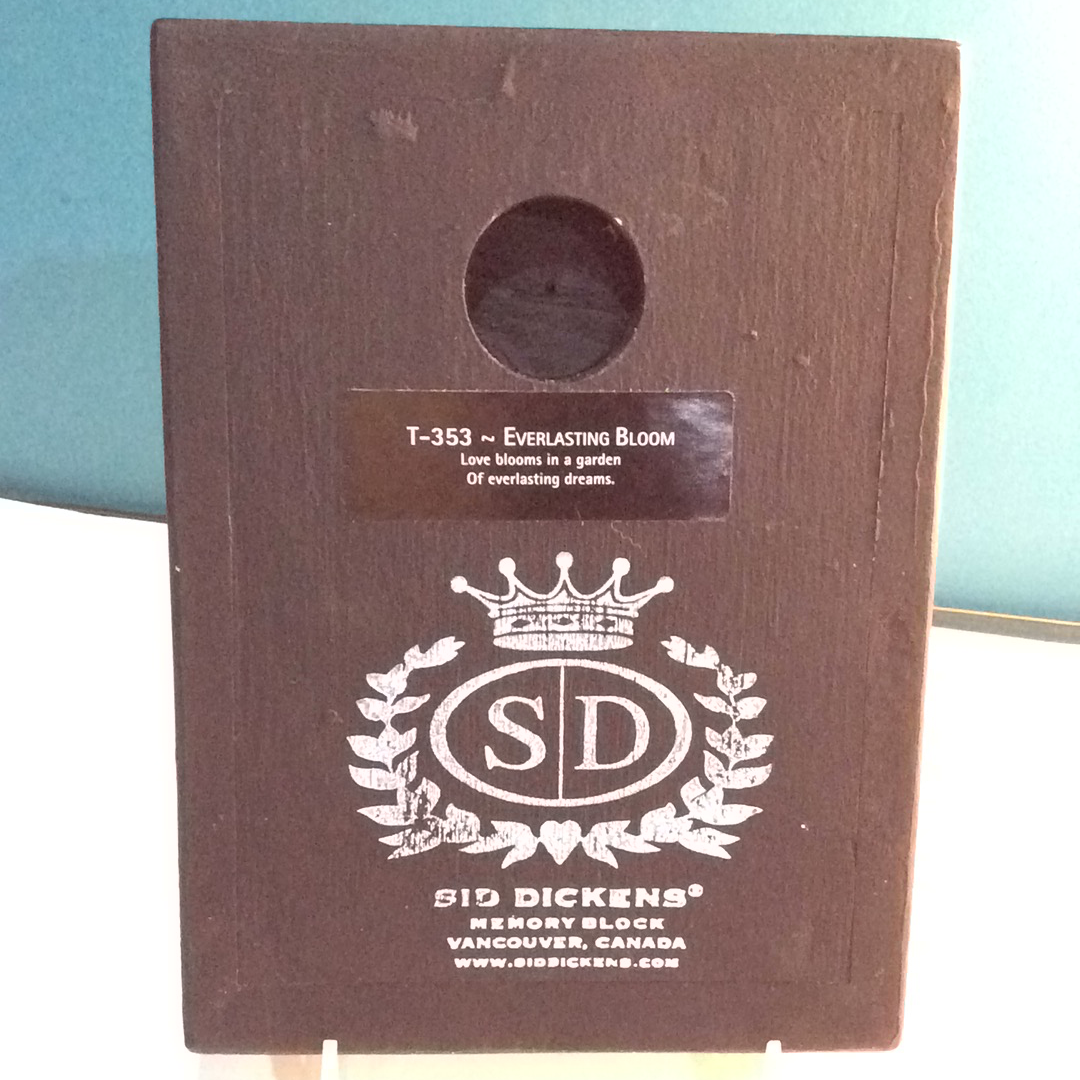 T-353 ~ EVERLASTING BLOOM
Love blooms in a garden
Of everlasting dreams.
S D
SID DICKENS®
MEMORY BLOCK
VANCOUVER, CANADA
WWW.SIDDICKENS.COM